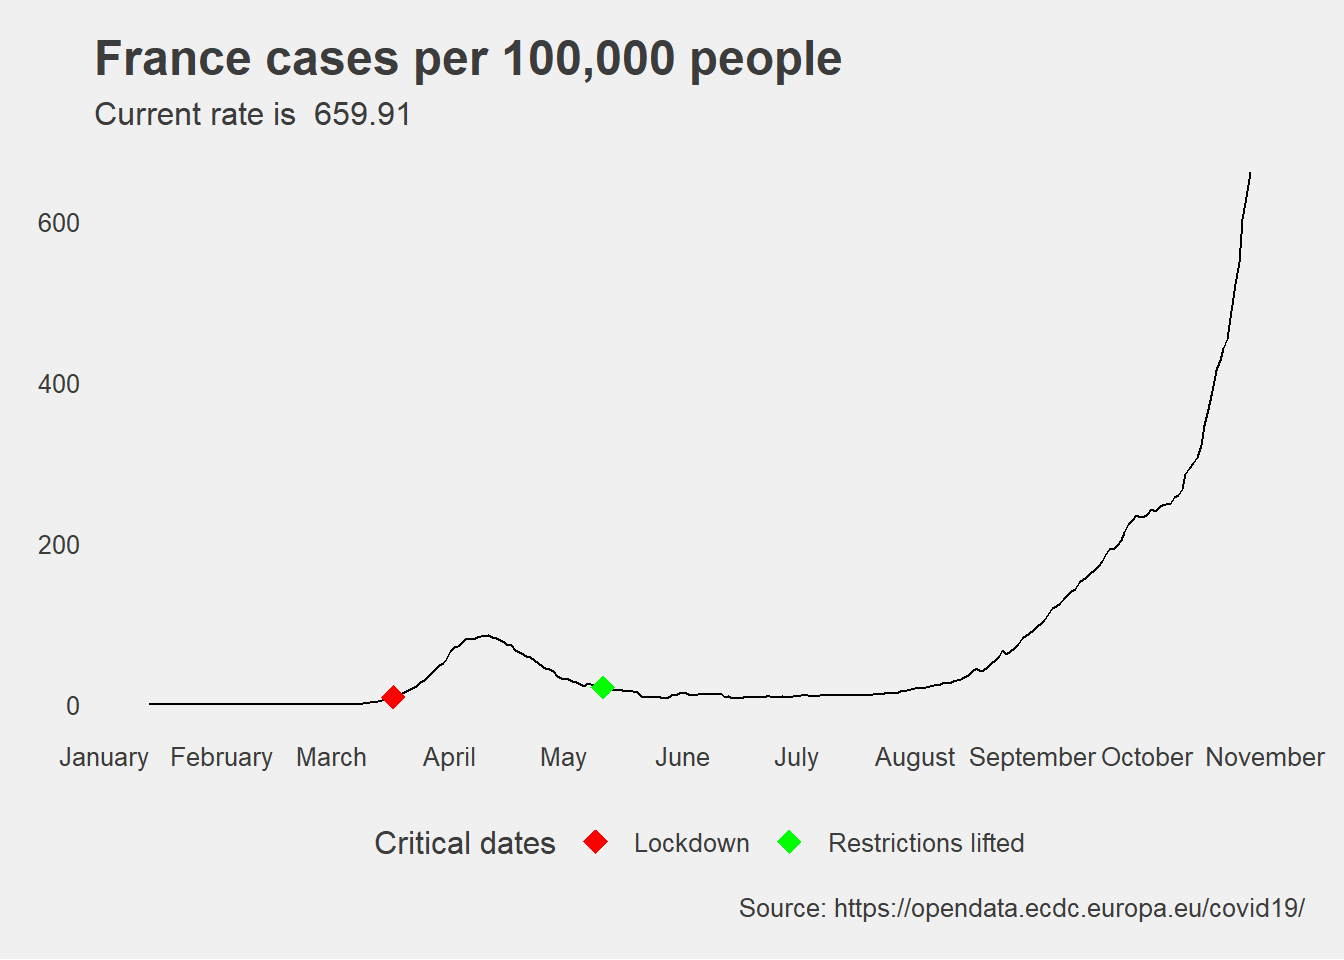 France cases per 100,000 people
Current rate is  659.91
600
400
200
0
January February March April May June July August September October November
Critical dates Lockdown Restrictions lifted
Source: https://opendata.ecdc.europa.eu/covid19/